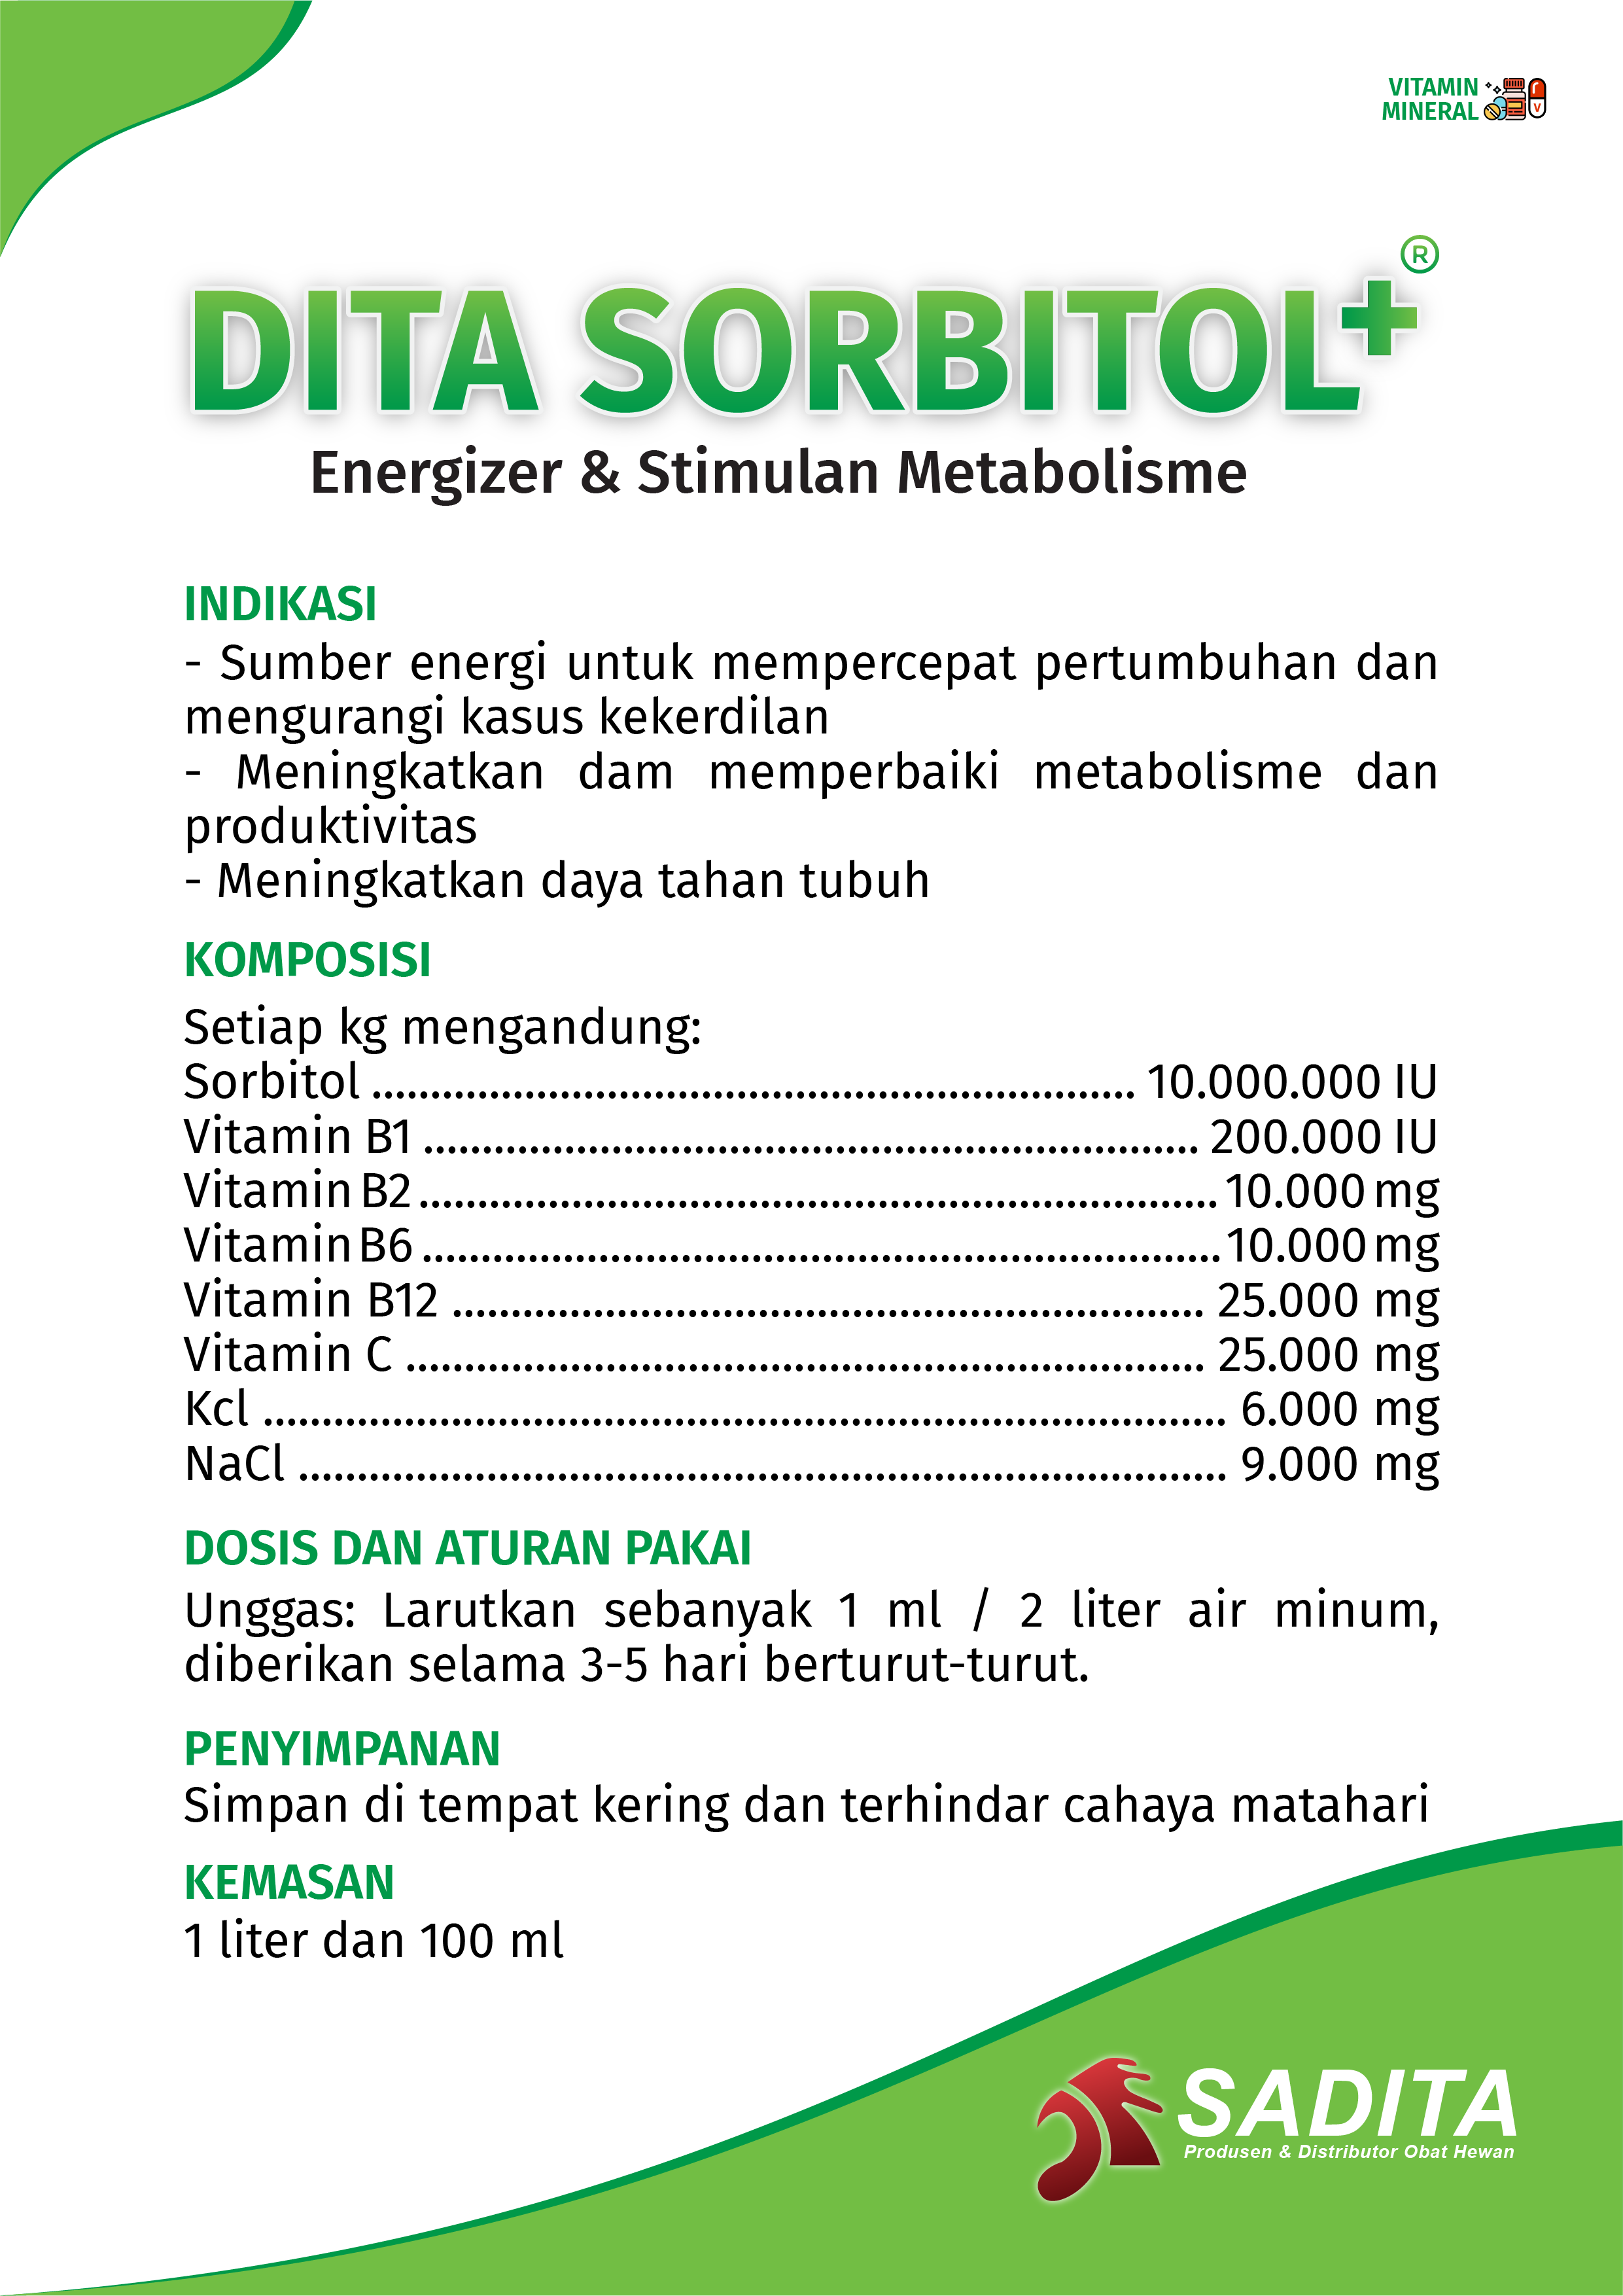 VITAMIN
MINERAL
V
DITA SORBITOL+®
Energizer & Stimulan Metabolisme
INDIKASI
- Sumber energi untuk mempercepat pertumbuhan dan
mengurangi kasus kekerdilan
- Meningkatkan dam memperbaiki metabolisme dan
produktivitas
- Meningkatkan daya tahan tubuh
KOMPOSISI
Setiap kg mengandung:
Sorbitol ................................................................. 10.000.000 IU
Vitamin B1 .................................................................. 200.000 IU
Vitamin B2 .................................................................... 10.000 mg
Vitamin B6 .................................................................... 10.000 mg
Vitamin B12 ................................................................ 25.000 mg
Vitamin C .................................................................... 25.000 mg
Kcl .................................................................................. 6.000 mg
NaCl ............................................................................... 9.000 mg
DOSIS DAN ATURAN PAKAI
Unggas: Larutkan sebanyak 1 ml / 2 liter air minum,
diberikan selama 3-5 hari berturut-turut.
PENYIMPANAN
Simpan di tempat kering dan terhindar cahaya matahari
KEMASAN
1 liter dan 100 ml
SADITA
Produsen & Distributor Obat Hewan